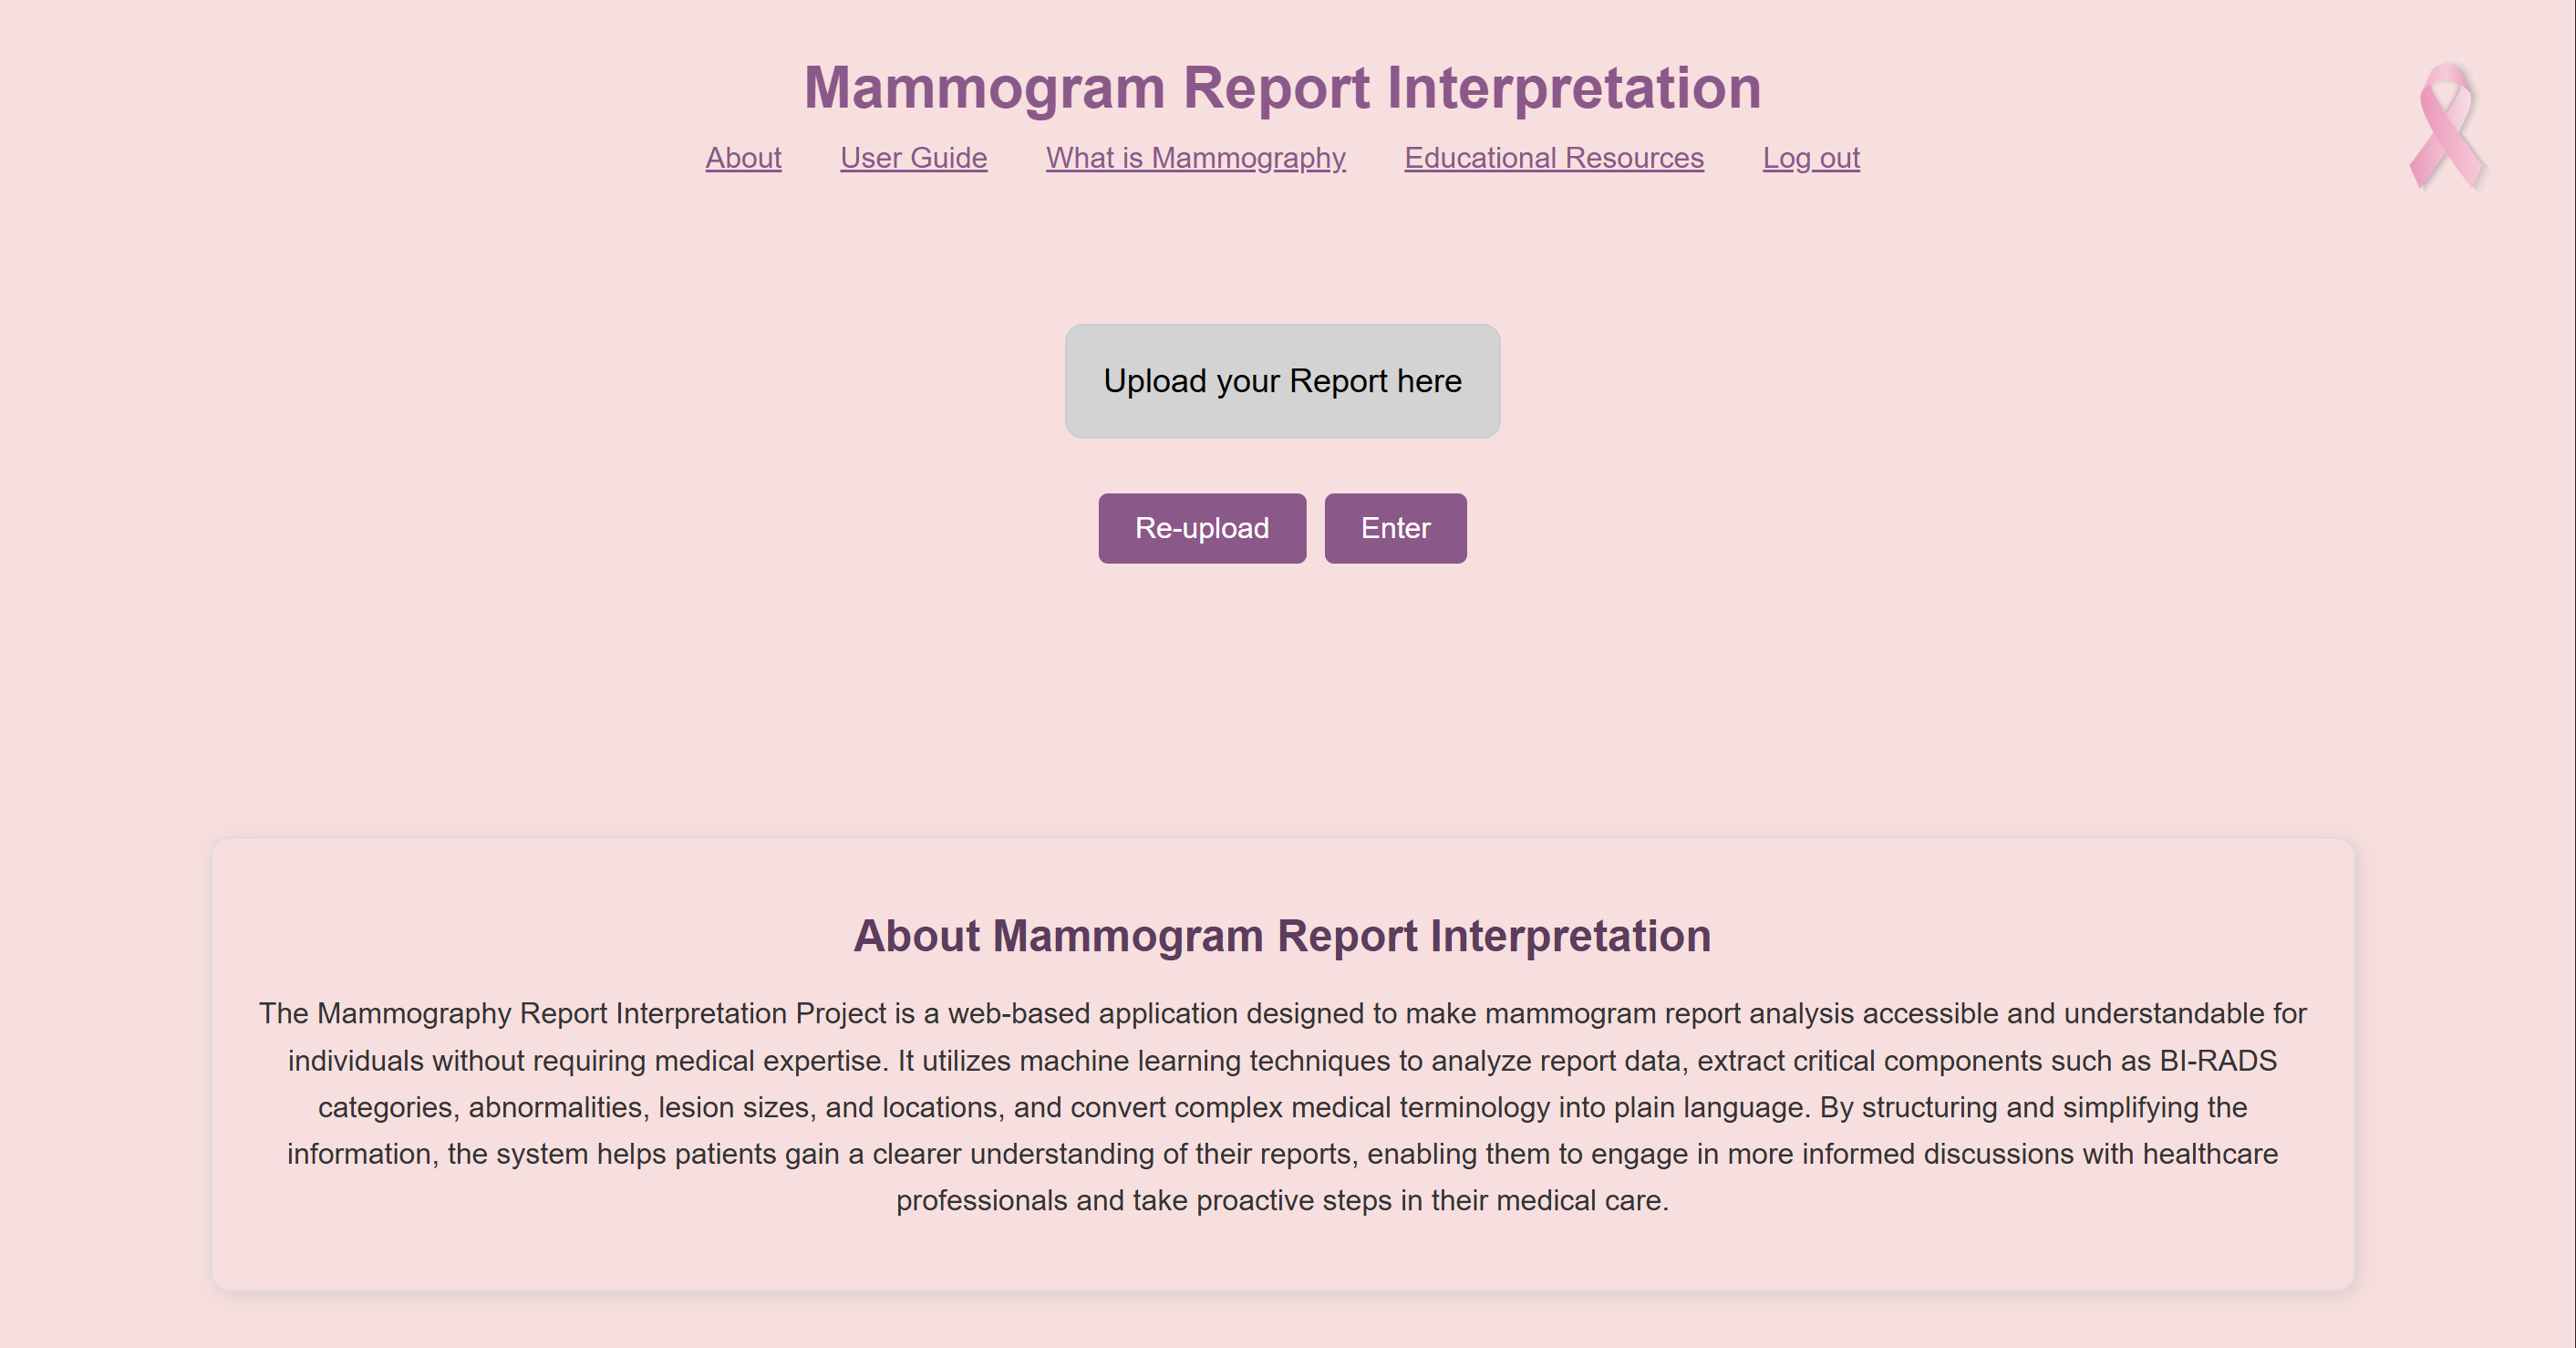 Mammogram Report Interpretation
About User Guide What is Mammography Educational Resources Log out
Upload your Report here
Re-upload Enter
About Mammogram Report Interpretation
The Mammography Report Interpretation Project is a web-based application designed to make mammogram report analysis accessible and understandable for
individuals without requiring medical expertise. It utilizes machine learning techniques to analyze report data, extract critical components such as BI-RADS
categories, abnormalities, lesion sizes, and locations, and convert complex medical terminology into plain language. By structuring and simplifying the
information, the system helps patients gain a clearer understanding of their reports, enabling them to engage in more informed discussions with healthcare
professionals and take proactive steps in their medical care.